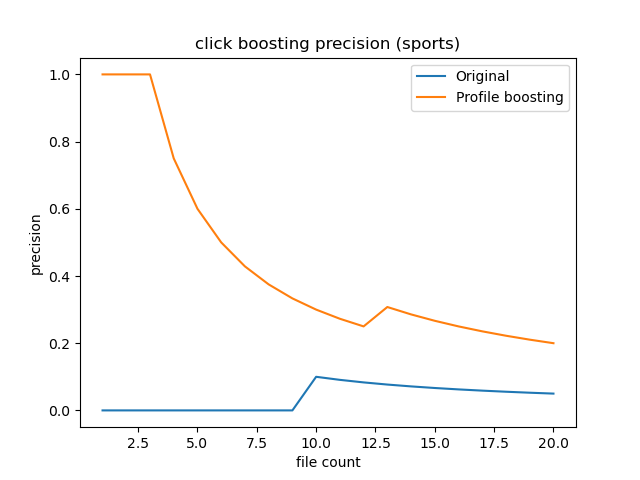 click boosting precision (sports)
Original
Profile boosting
1.0
0.8
0.6
0.4
0.2
0.0
precision
2.5 5.0 7.5 10.0 12.5 15.0 17.5 20.0
file count